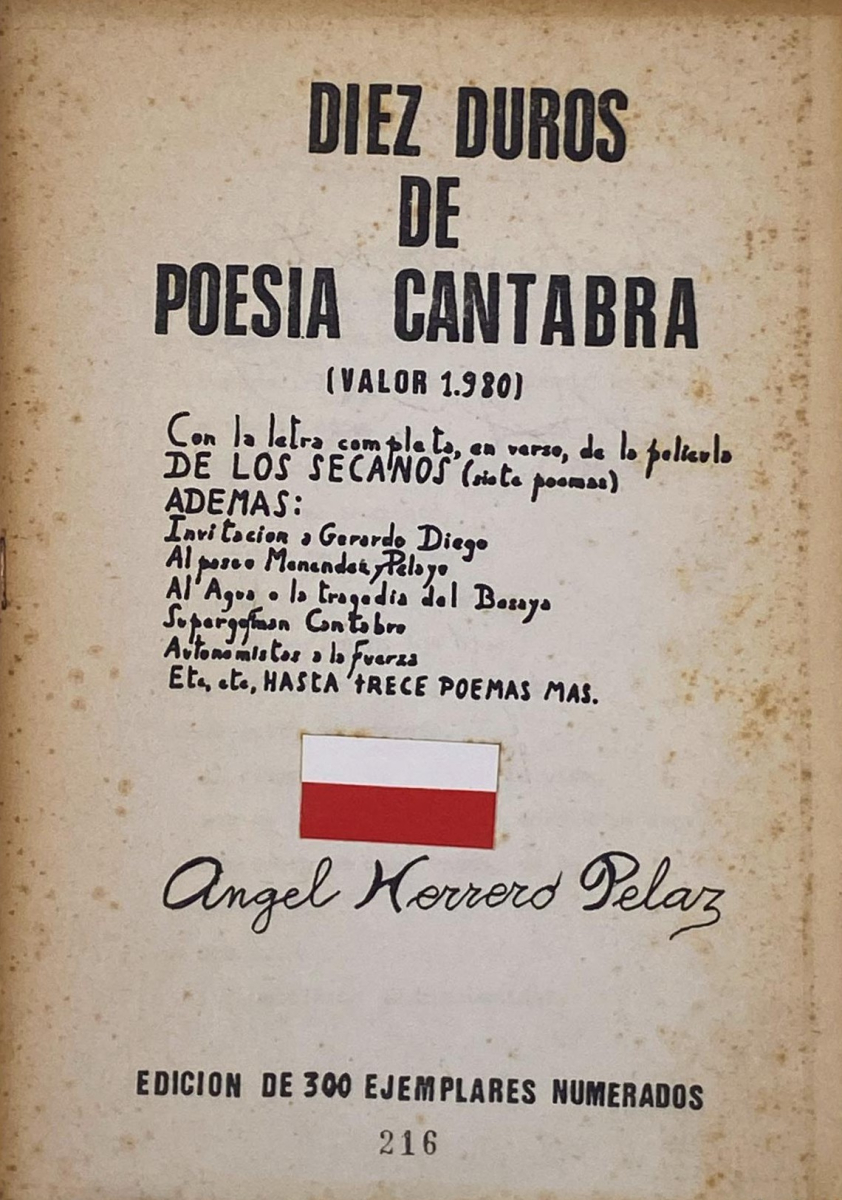 DIEZ DUROS
DE
POESIA CANTABRA
(VALOR 1.980)
Con la letra completa, en verso, de la pelicula
DE LOS SECANOS (siete poemas)
ADEMAS:
Invitacion a Gerardo Diego
Al paseo Menendez y Pelayo
Al Agua o la tragedia del Besaya
Cantabro
Autonomistas a la fuerza
Etc, etc, HASTA TRECE POEMAS MAS.
Angel Herrero Pelaz
EDICION DE 300 EJEMPLARES NUMERADOS
216